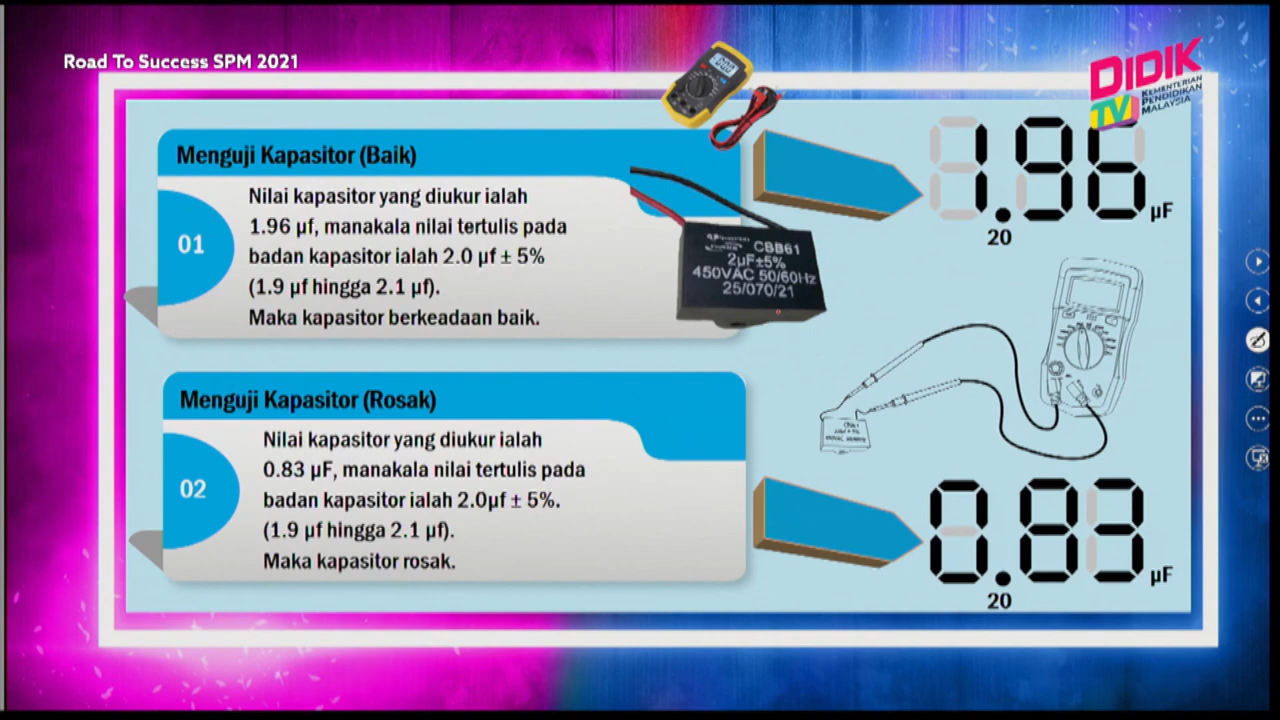 Road To Success SPM 2021
DIDIK
TV
KEMENTERIAN
PENDIDIKAN
MALAYSIA
Menguji Kapasitor (Baik)
01
Nilai kapasitor yang diukur ialah
1.96 µf, manakala nilai tertulis pada
badan kapasitor ialah 2.0 µf ± 5%
(1.9 µf hingga 2.1 µf).
Maka kapasitor berkeadaan baik.
CBB61
2µF±5%
450VAC 50/60Hz
25/070/21
1.96 µF
20
Menguji Kapasitor (Rosak)
02
Nilai kapasitor yang diukur ialah
0.83 µF, manakala nilai tertulis pada
badan kapasitor ialah 2.0µf ± 5%.
(1.9 µf hingga 2.1 µf).
Maka kapasitor rosak.
0.83 µF
20